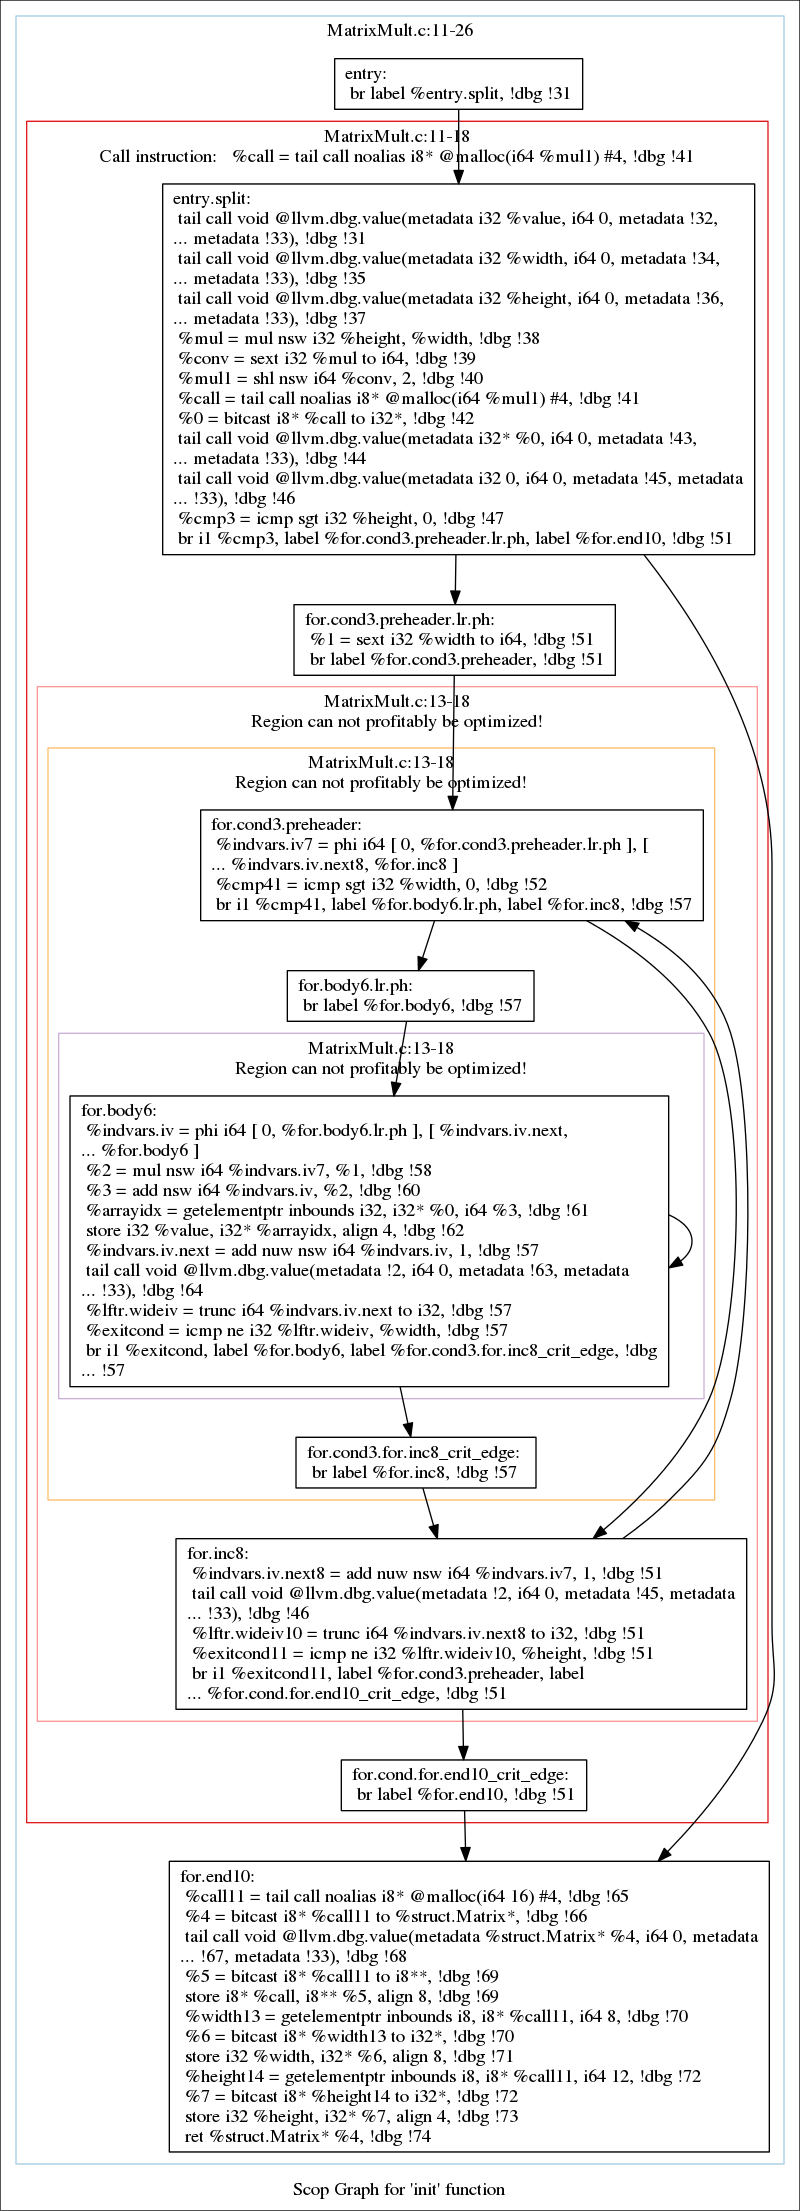 MatrixMult.c:11-26
entry:
br label %entry.split, !dbg !31
MatrixMult.c:11-18
Call instruction:   %call = tail call noalias i8* @malloc(i64 %mul1) #4, !dbg !41
entry.split:
tail call void @llvm.dbg.value(metadata i32 %value, i64 0, metadata !32,
... metadata !33), !dbg !31
tail call void @llvm.dbg.value(metadata i32 %width, i64 0, metadata !34,
... metadata !33), !dbg !35
tail call void @llvm.dbg.value(metadata i32 %height, i64 0, metadata !36,
... metadata !33), !dbg !37
%mul = mul nsw i32 %height, %width, !dbg !38
%conv = sext i32 %mul to i64, !dbg !39
%mul1 = shl nsw i64 %conv, 2, !dbg !40
%call = tail call noalias i8* @malloc(i64 %mul1) #4, !dbg !41
%0 = bitcast i8* %call to i32*, !dbg !42
tail call void @llvm.dbg.value(metadata i32* %0, i64 0, metadata !43,
... metadata !33), !dbg !44
tail call void @llvm.dbg.value(metadata i32 0, i64 0, metadata !45, metadata
... !33), !dbg !46
%cmp3 = icmp sgt i32 %height, 0, !dbg !47
br i1 %cmp3, label %for.cond3.preheader.lr.ph, label %for.end10, !dbg !51
for.cond3.preheader.lr.ph:
%1 = sext i32 %width to i64, !dbg !51
br label %for.cond3.preheader, !dbg !51
MatrixMult.c:13-18
Region can not profitably be optimized!
MatrixMult.c:13-18
Region can not profitably be optimized!
for.cond3.preheader:
%indvars.iv7 = phi i64 [ 0, %for.cond3.preheader.lr.ph ], [
... %indvars.iv.next8, %for.inc8 ]
%cmp41 = icmp sgt i32 %width, 0, !dbg !52
br i1 %cmp41, label %for.body6.lr.ph, label %for.inc8, !dbg !57
for.body6.lr.ph:
br label %for.body6, !dbg !57
MatrixMult.c:13-18
Region can not profitably be optimized!
for.body6:
%indvars.iv = phi i64 [ 0, %for.body6.lr.ph ], [ %indvars.iv.next,
... %for.body6 ]
%2 = mul nsw i64 %indvars.iv7, %1, !dbg !58
%3 = add nsw i64 %indvars.iv, %2, !dbg !60
%arrayidx = getelementptr inbounds i32, i32* %0, i64 %3, !dbg !61
store i32 %value, i32* %arrayidx, align 4, !dbg !62
%indvars.iv.next = add nuw nsw i64 %indvars.iv, 1, !dbg !57
tail call void @llvm.dbg.value(metadata !2, i64 0, metadata !63, metadata
... !33), !dbg !64
%lftr.wideiv = trunc i64 %indvars.iv.next to i32, !dbg !57
%exitcond = icmp ne i32 %lftr.wideiv, %width, !dbg !57
br i1 %exitcond, label %for.body6, label %for.cond3.for.inc8_crit_edge, !dbg
... !57
for.cond3.for.inc8_crit_edge:
br label %for.inc8, !dbg !57
for.inc8:
%indvars.iv.next8 = add nuw nsw i64 %indvars.iv7, 1, !dbg !51
tail call void @llvm.dbg.value(metadata !2, i64 0, metadata !45, metadata
... !33), !dbg !46
%lftr.wideiv10 = trunc i64 %indvars.iv.next8 to i32, !dbg !51
%exitcond11 = icmp ne i32 %lftr.wideiv10, %height, !dbg !51
br i1 %exitcond11, label %for.cond3.preheader, label
... %for.cond.for.end10_crit_edge, !dbg !51
for.cond.for.end10_crit_edge:
br label %for.end10, !dbg !51
for.end10:
%call11 = tail call noalias i8* @malloc(i64 16) #4, !dbg !65
%4 = bitcast i8* %call11 to %struct.Matrix*, !dbg !66
tail call void @llvm.dbg.value(metadata %struct.Matrix* %4, i64 0, metadata
... !67, metadata !33), !dbg !68
%5 = bitcast i8* %call11 to i8**, !dbg !69
store i8* %call, i8** %5, align 8, !dbg !69
%width13 = getelementptr inbounds i8, i8* %call11, i64 8, !dbg !70
%6 = bitcast i8* %width13 to i32*, !dbg !70
store i32 %width, i32* %6, align 8, !dbg !71
%height14 = getelementptr inbounds i8, i8* %call11, i64 12, !dbg !72
%7 = bitcast i8* %height14 to i32*, !dbg !72
store i32 %height, i32* %7, align 4, !dbg !73
ret %struct.Matrix* %4, !dbg !74
Scop Graph for 'init' function